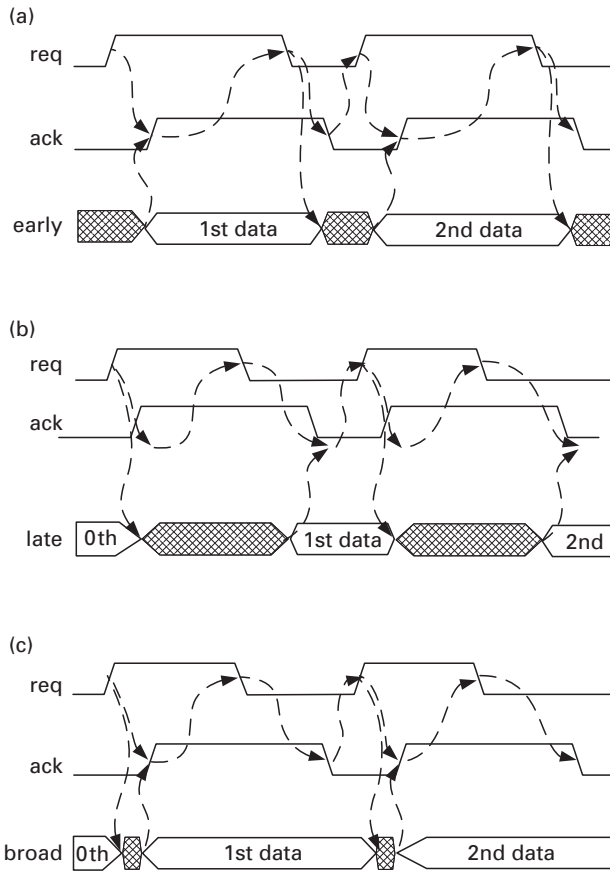 (a)
req
ack
early 1st data 2nd data
(b)
req
ack
late 0th 1st data 2nd
(c)
req
ack
broad 0th 1st data 2nd data